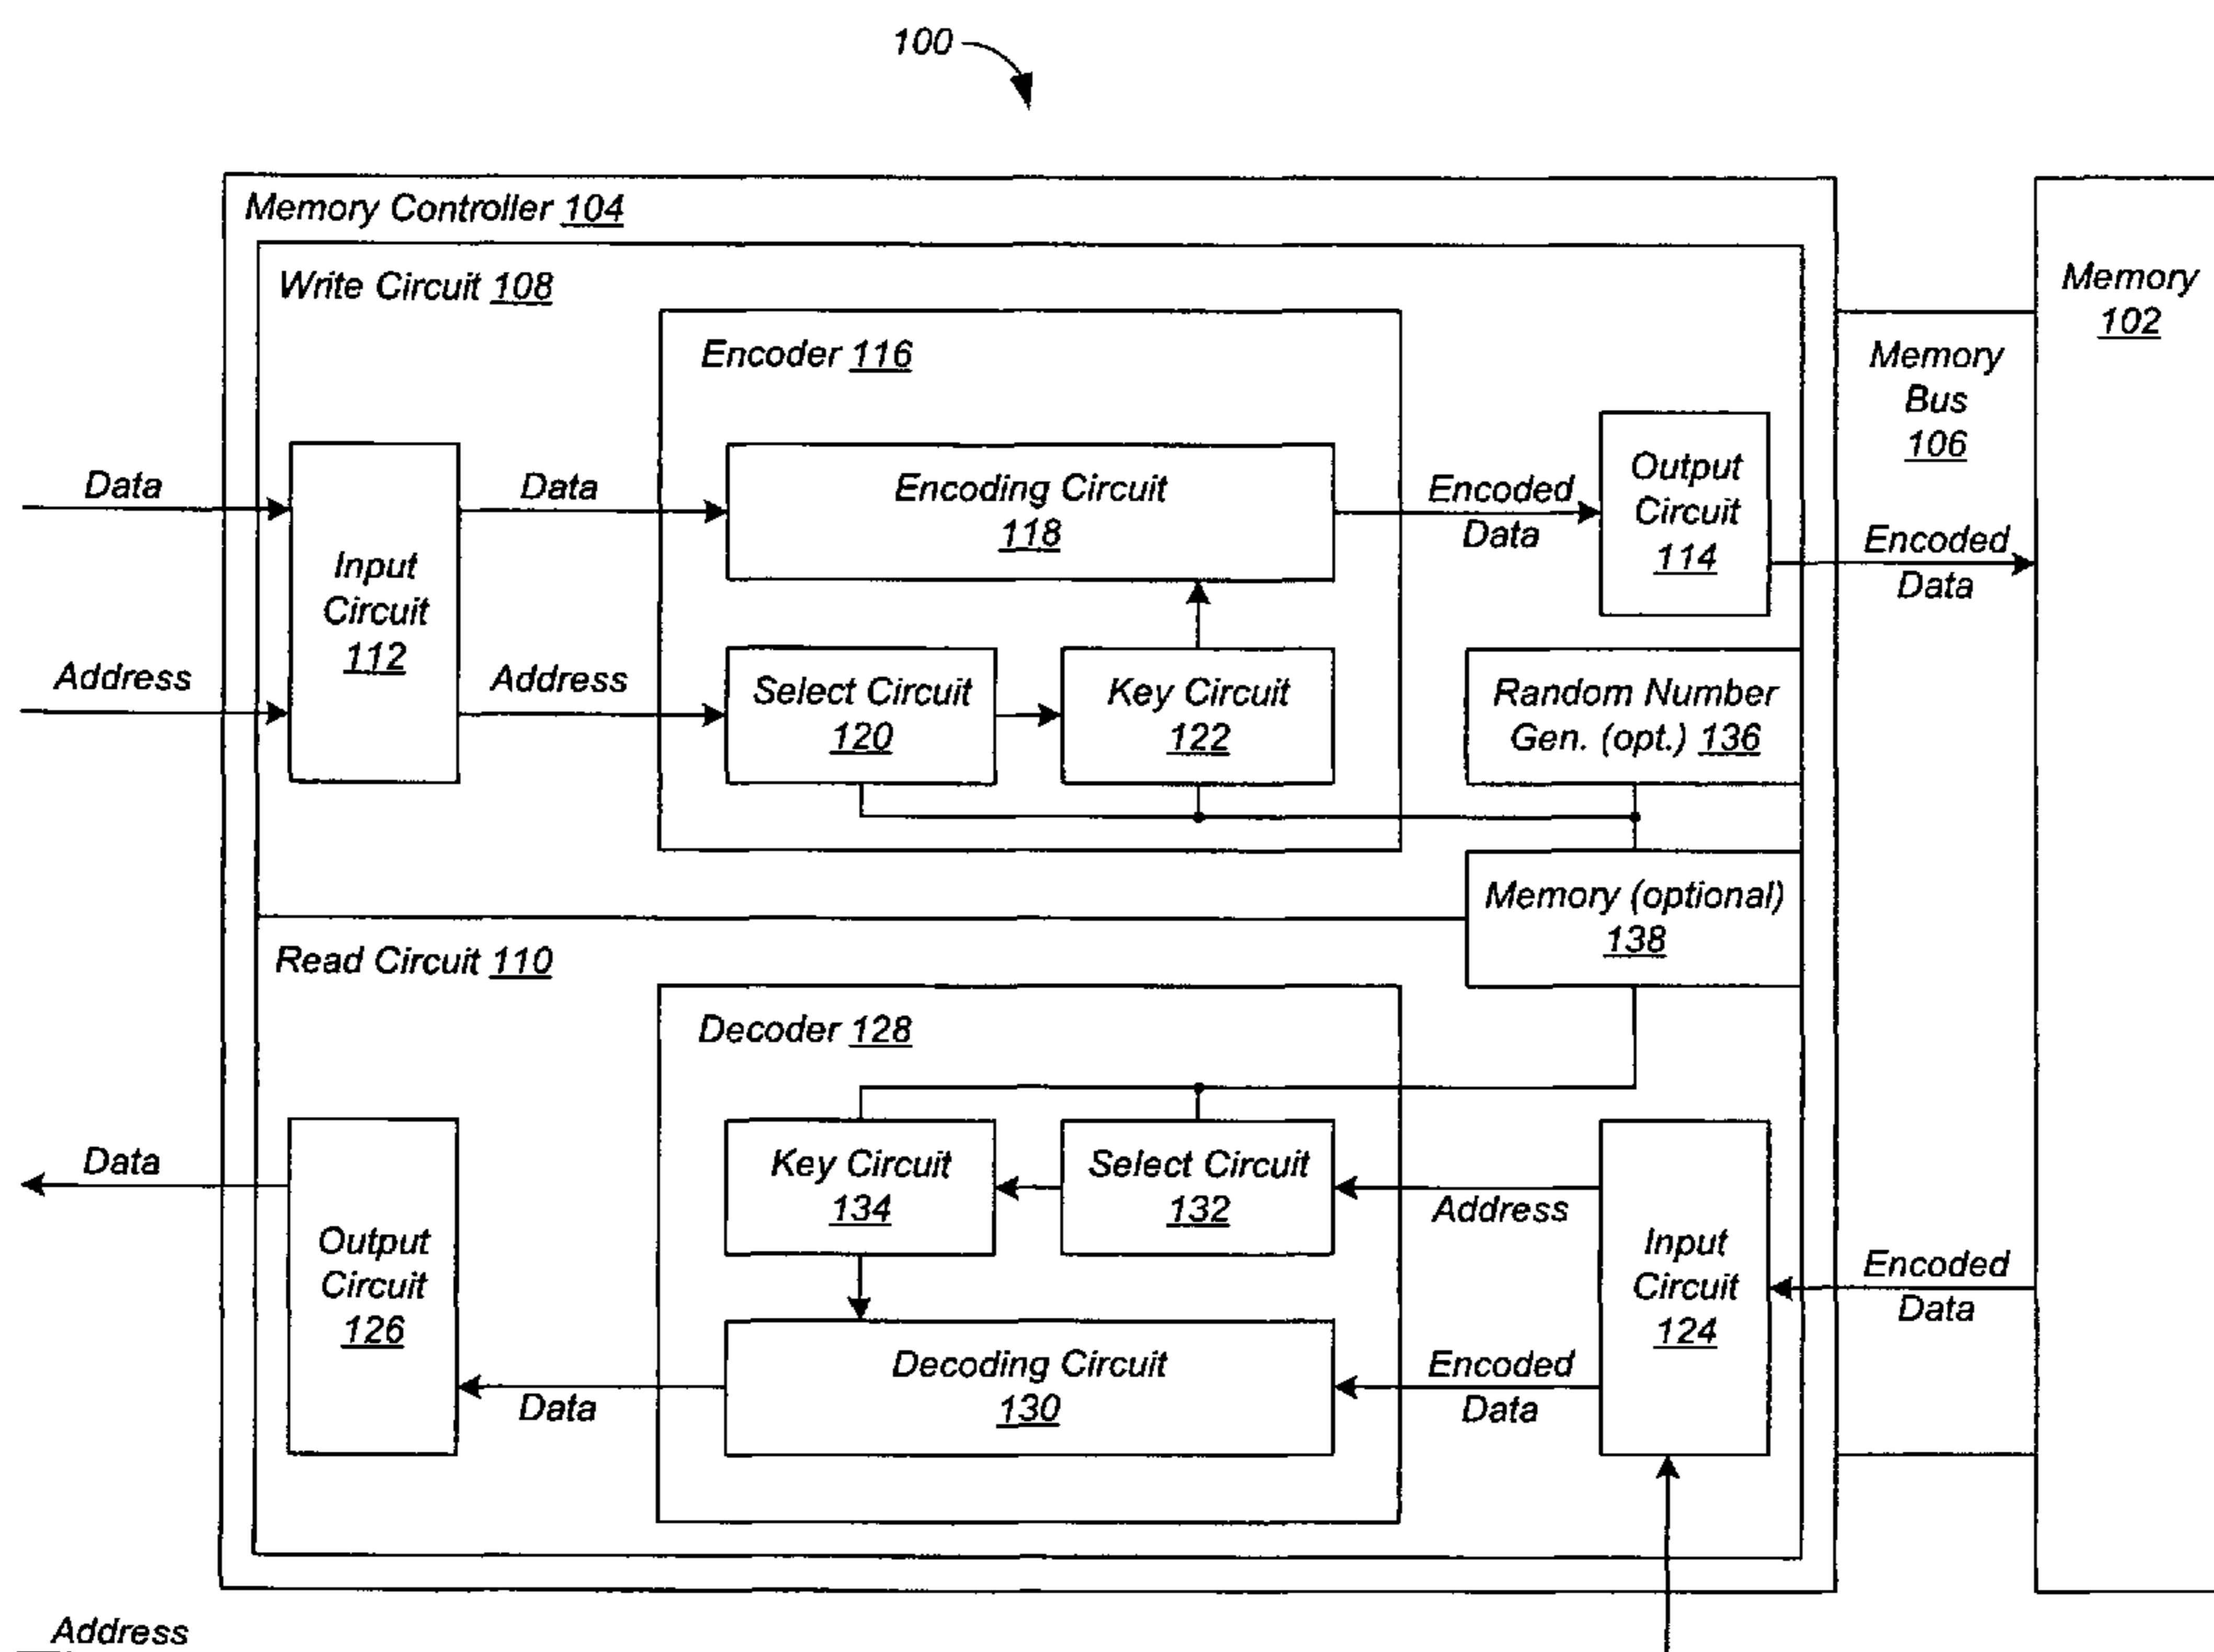 100
Memory Controller 104
Write Circuit 108
Encoder 116
Memory
102
Memory
Bus
106
Data
Data
Encoding Circuit
118
Encoded
Data
Output
Circuit
114
Encoded
Data
Input
Circuit
112
Address
Address
Select Circuit
120
Key Circuit
122
Random Number
Gen. (opt.) 136
Memory (optional)
138
Read Circuit 110
Decoder 128
Data
Output
Circuit
126
Key Circuit
134
Select Circuit
132
Address
Input
Circuit
124
Encoded
Data
Data
Decoding Circuit
130
Encoded
Data
Address